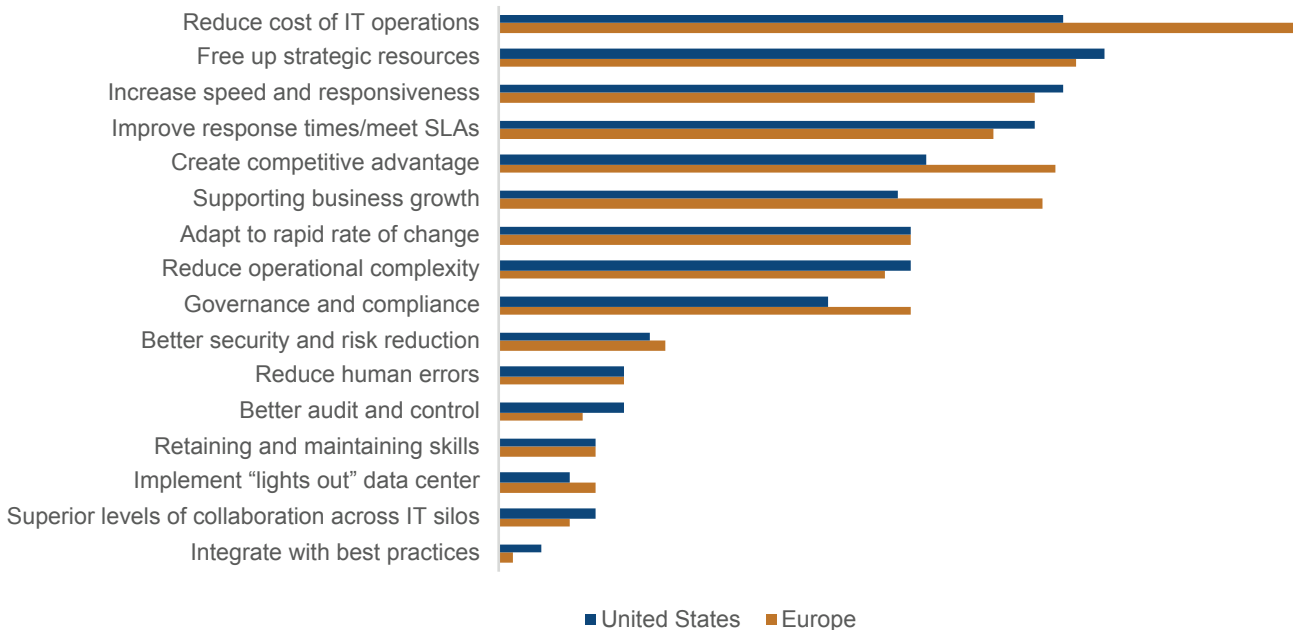 Reduce cost of IT operations
Free up strategic resources
Increase speed and responsiveness
Improve response times/meet SLAs
Create competitive advantage
Supporting business growth
Adapt to rapid rate of change
Reduce operational complexity
Governance and compliance
Better security and risk reduction
Reduce human errors
Better audit and control
Retaining and maintaining skills
Implement “lights out” data center
Superior levels of collaboration across IT silos
Integrate with best practices
United States Europe